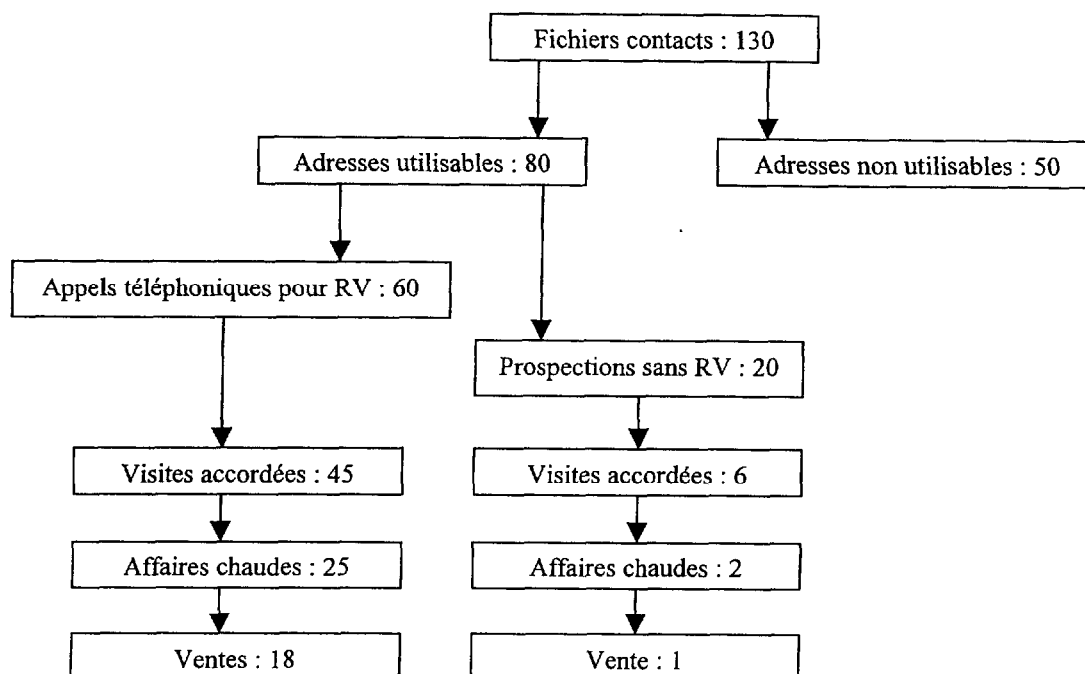 Fichiers contacts : 130
Adresses utilisables : 80
Adresses non utilisables : 50
Appels téléphoniques pour RV : 60
Prospections sans RV : 20
Visites accordées : 45
Visites accordées : 6
Affaires chaudes : 25
Affaires chaudes : 2
Ventes : 18
Vente : 1